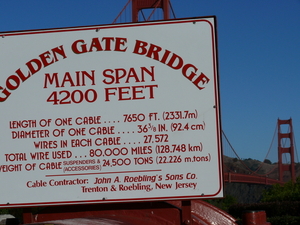 GOLDEN GATE BRIDGE
MAIN SPAN
4200 FEET
LENGTH OF ONE CABLE .... 7650 FT. (2331.7m)
DIAMETER OF ONE CABLE .... 36 3/8 IN. (92.4 cm)
WIRES IN EACH CABLE .... 27,572
TOTAL WIRE USED .. 80,000 MILES (128,748 km)
WEIGHT OF CABLE (SUSPENDERS & ACCESSORIES) 24,500 TONS (22,226 m.tons)
Cable Contractor: John A. Roebling's Sons Co.
Trenton & Roebling, New Jersey